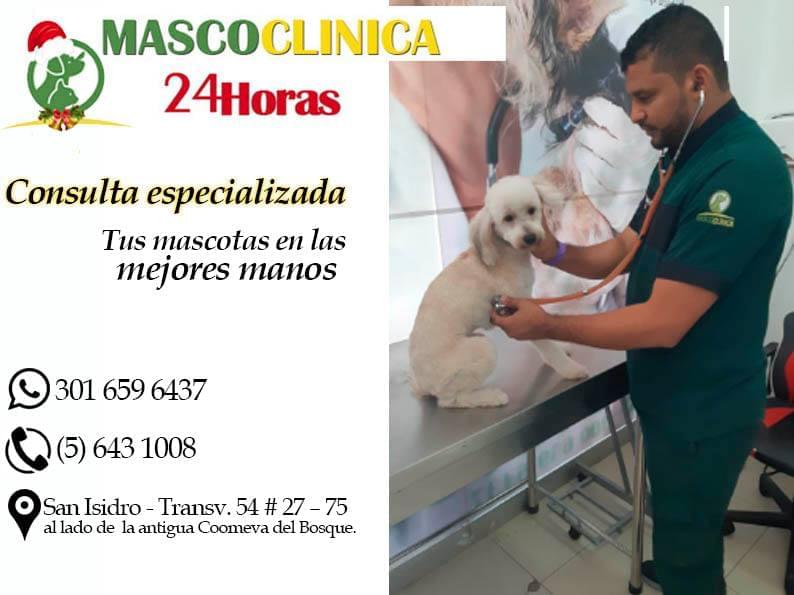 MASCOCLINICA
24Horas
Consulta especializada
Tus mascotas en las
mejores manos
301 659 6437
(5) 643 1008
San Isidro - Transv. 54 # 27 – 75
al lado de la antigua Coomeva del Bosque.
MASCOCLINICA